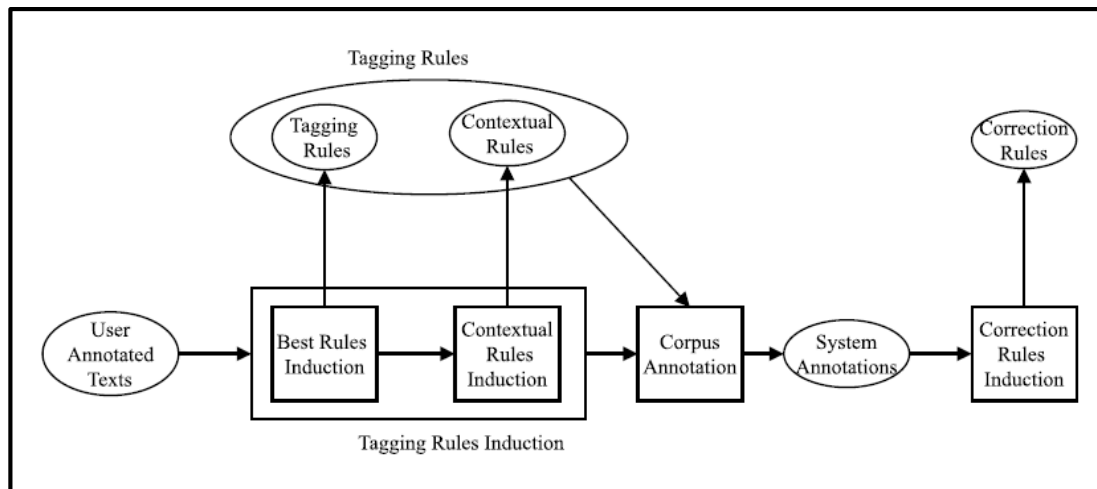 Tagging Rules
Tagging
Rules
Contextual
Rules
Correction
Rules
User
Annotated
Texts
Best Rules
Induction
Contextual
Rules
Induction
Corpus
Annotation
System
Annotations
Correction
Rules
Induction
Tagging Rules Induction